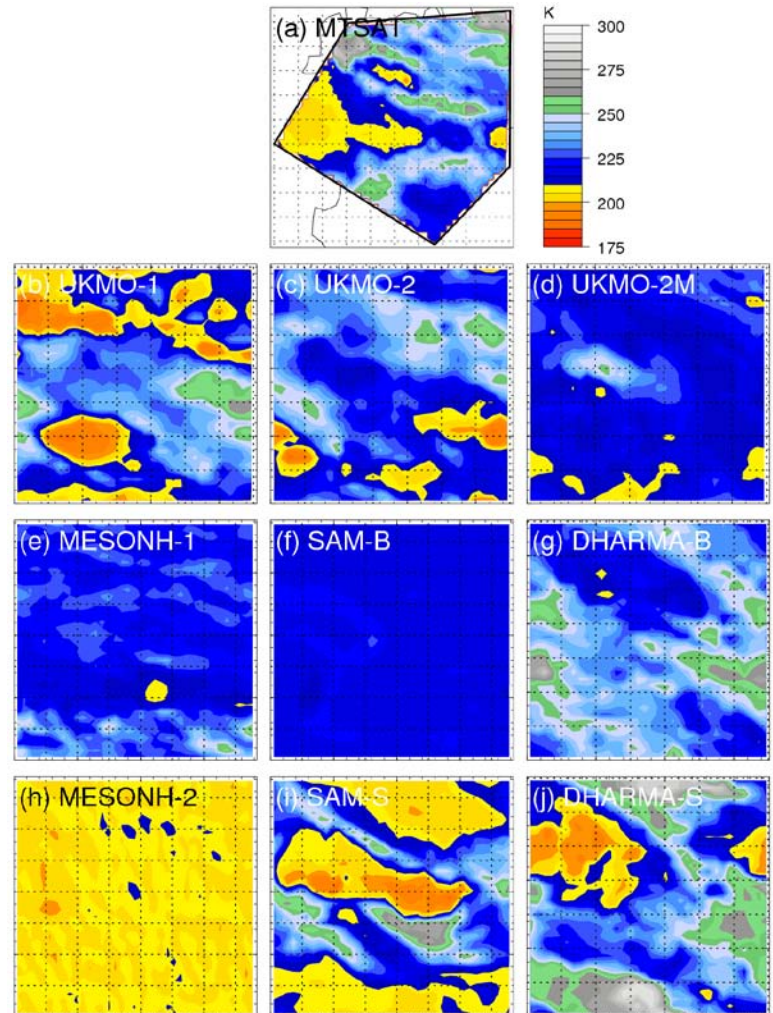 K
(a) MTSAT
300
275
250
225
200
175
(b) UKMO-1
(c) UKMO-2
(d) UKMO-2M
(e) MESONH-1
(f) SAM-B
(g) DHARMA-B
(h) MESONH-2
(i) SAM-S
(j) DHARMA-S